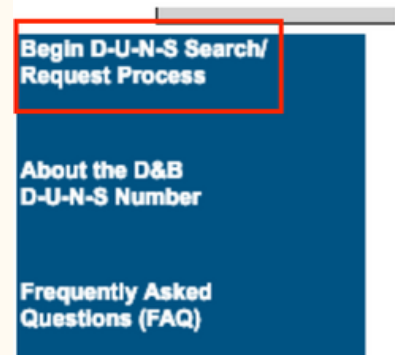 Begin D-U-N-S Search/
Request Process
About the D&B
D-U-N-S Number
Frequently Asked
Questions (FAQ)